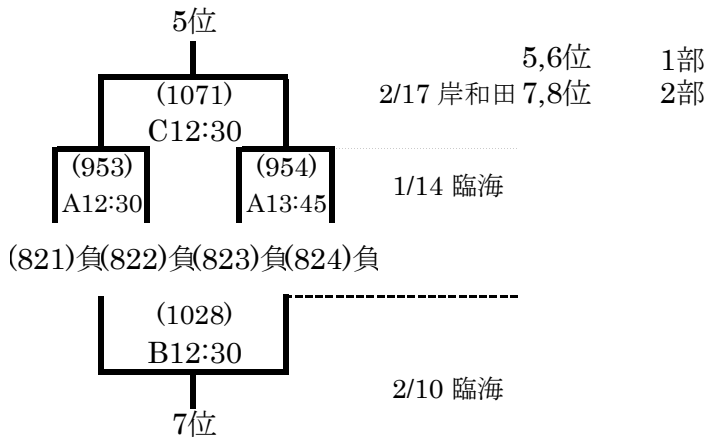 5位
5,6位 1部
(1071) 2/17 岸和田 7,8位 2部
C12:30
(953) (954)
A12:30 A13:45 1/14 臨海
(821)負(822)負(823)負(824)負
(1028)
B12:30
2/10 臨海
7位